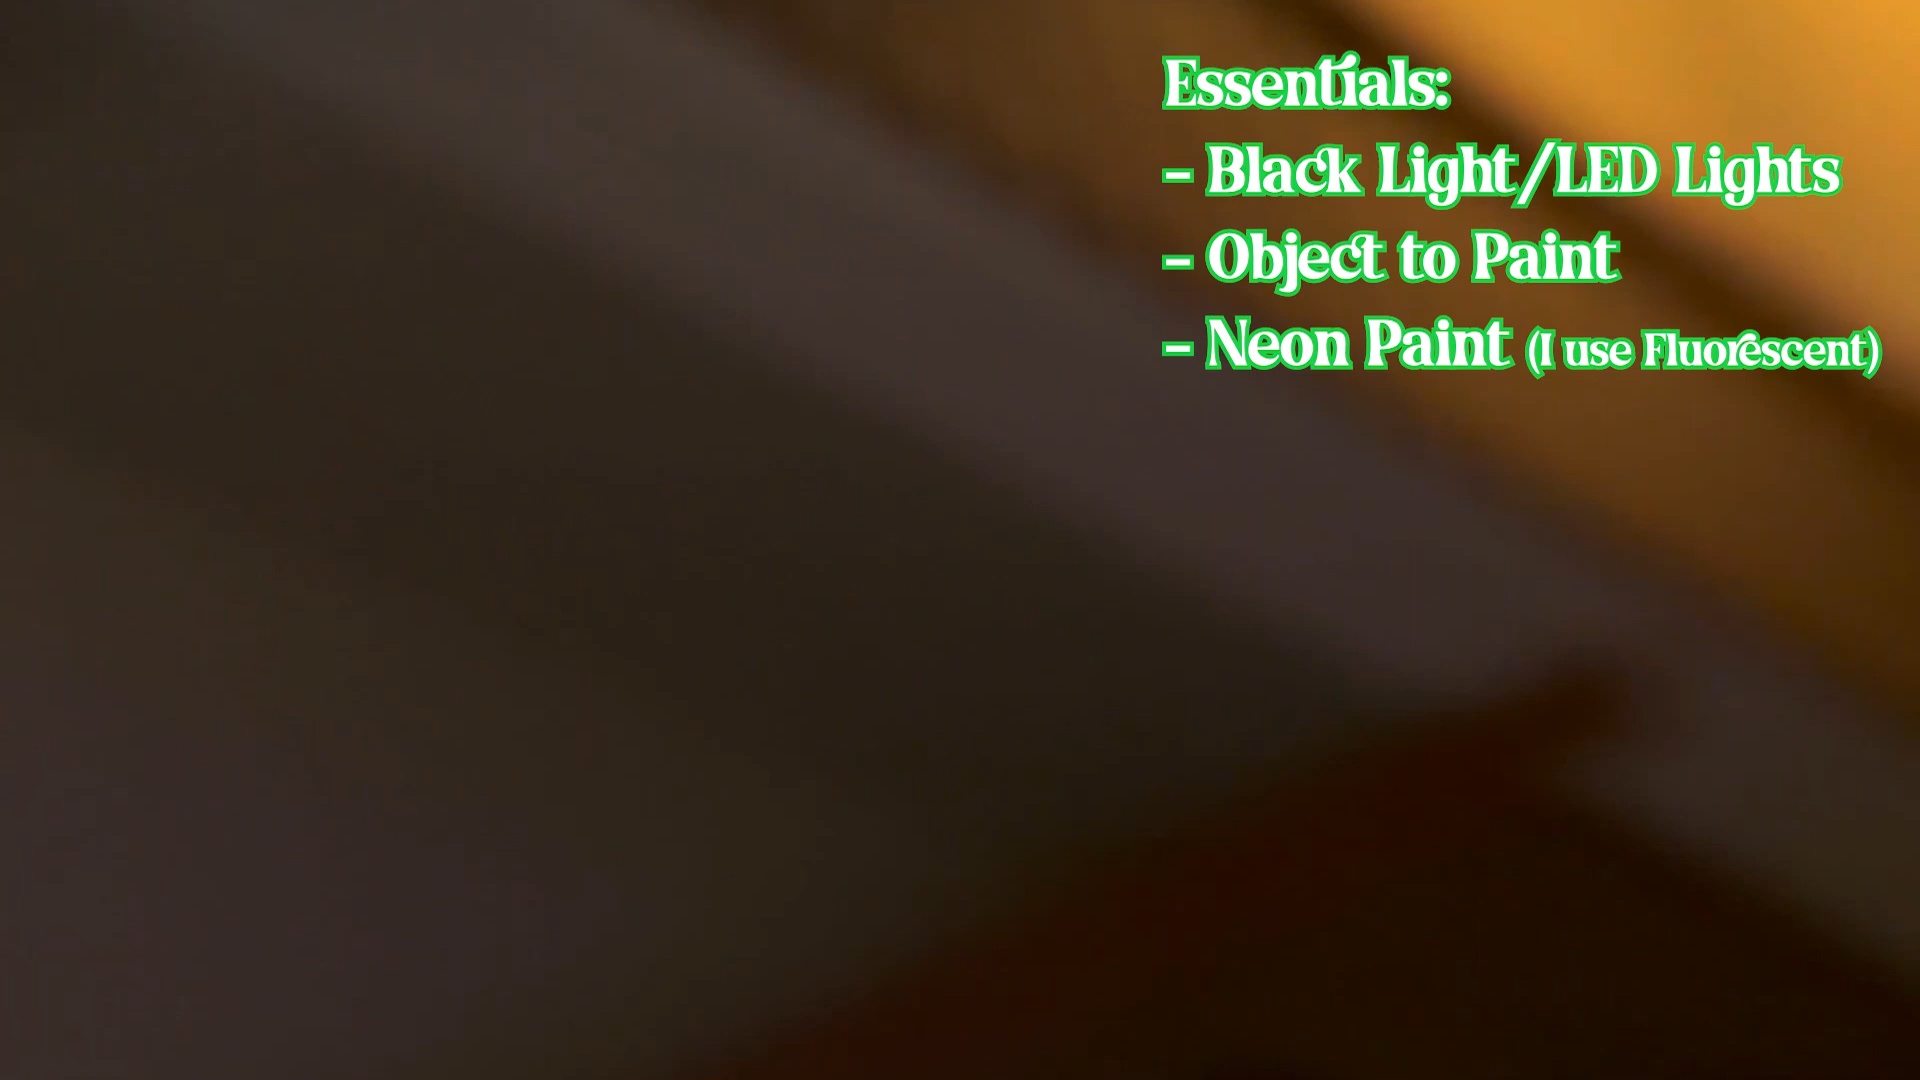 Essentials:
- Black Light/LED Lights
- Object to Paint
- Neon Paint (I use Fluorescent)